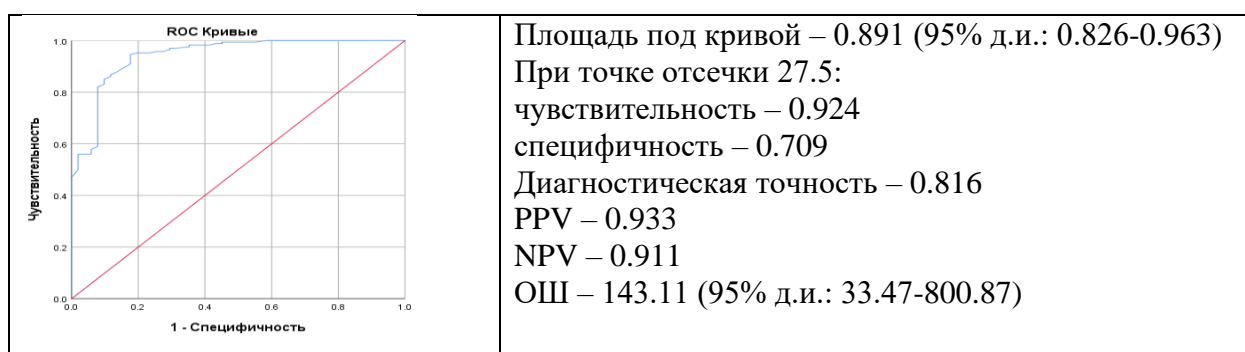 ROC Кривые
1.0
0.8
0.6
0.4
0.2
0.0
0.0
0.2
0.4
0.6
0.8
1.0
Чувствительность
1 - Специфичность
Площадь под кривой – 0.891 (95% д.и.: 0.826-0.963)
При точке отсечки 27.5:
чувствительность – 0.924
специфичность – 0.709
Диагностическая точность – 0.816
PPV – 0.933
NPV – 0.911
ОШ – 143.11 (95% д.и.: 33.47-800.87)